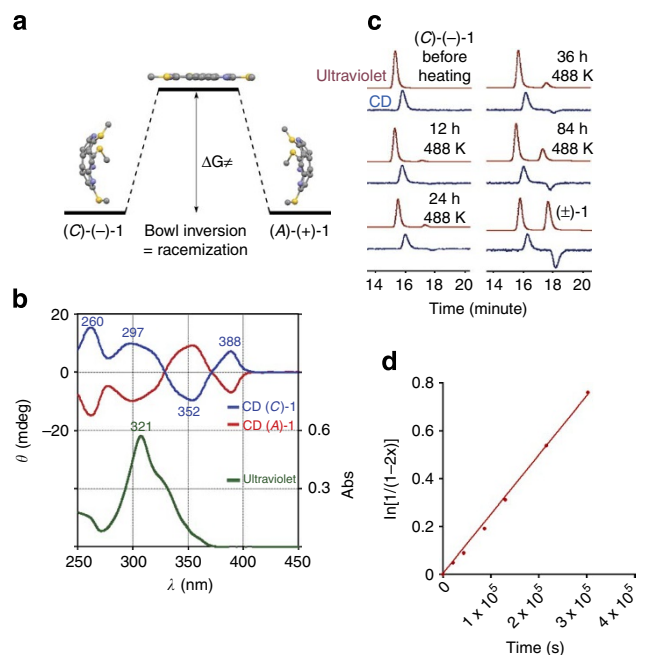 a
ΔG≠
(C)-(–)-1
Bowl inversion
= racemization
(A)-(+)-1
b
20
0
–20
260
297
388
352
321
CD (C)-1
CD (A)-1
Ultraviolet
0.6
0.3
θ (mdeg)
Abs
250 300 350 400 450
λ (nm)
c
(C)-(–)-1
before
heating
Ultraviolet
CD
36 h
488 K
12 h
488 K
84 h
488 K
24 h
488 K
(±)-1
14 16 18 20 14 16 18 20
Time (minute)
d
0.8
0.6
0.4
0.2
0
ln[1/(1–2x)]
0
1 x 10⁵
2 x 10⁵
3 x 10⁵
4 x 10⁵
Time (s)